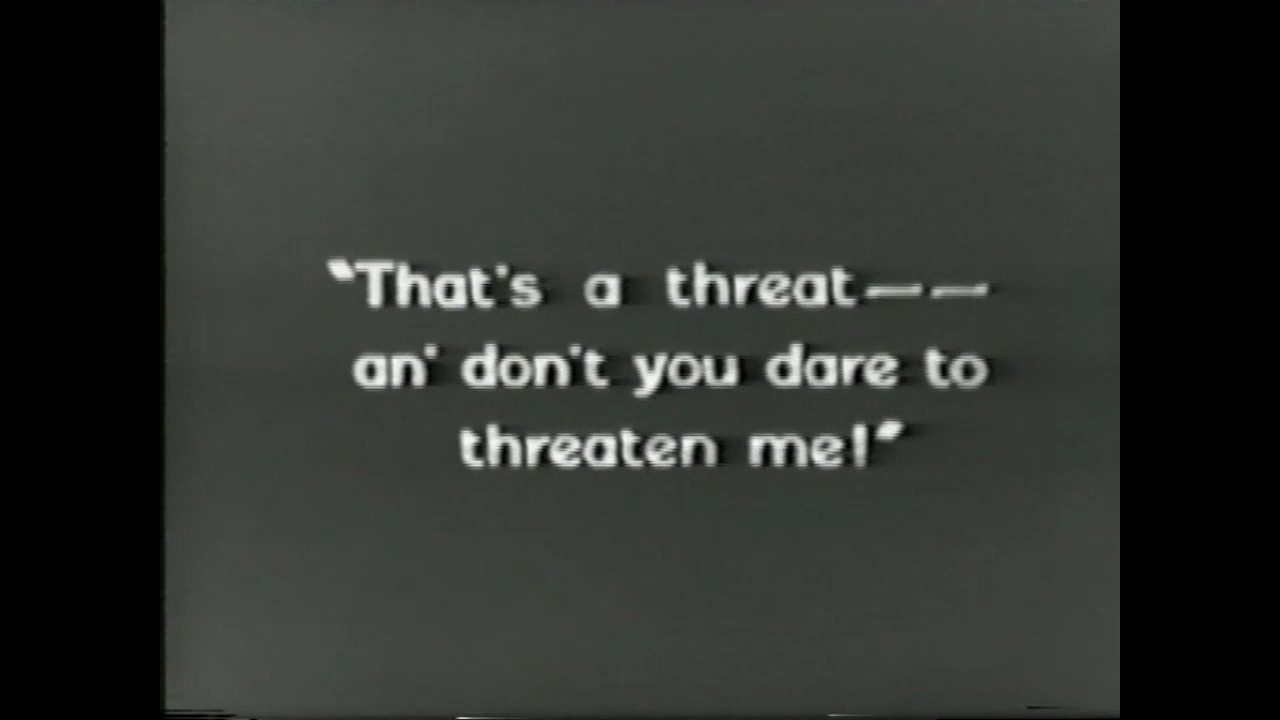 "That's a threat——
an' don't you dare to
threaten me!"